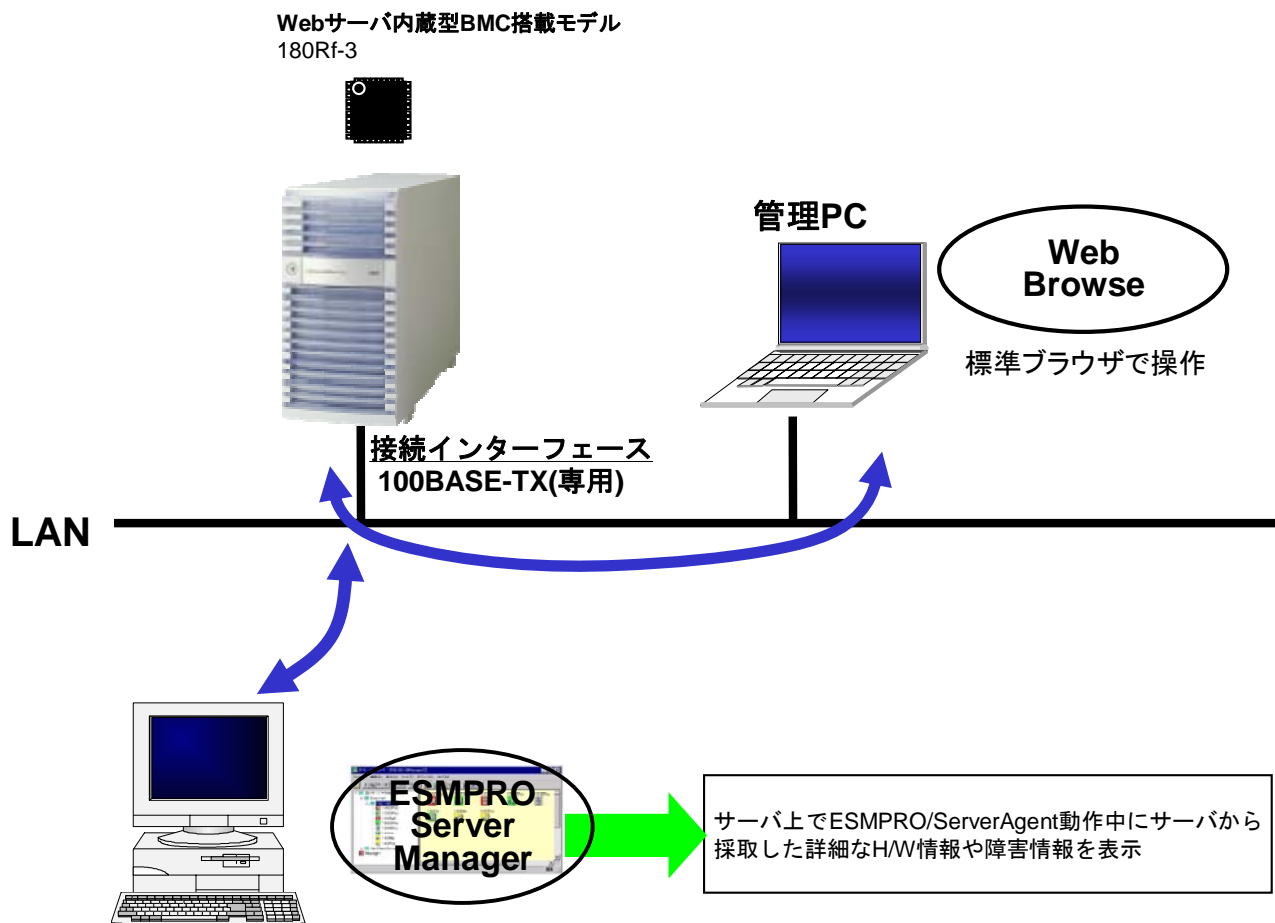 Webサーバ内蔵型BMC搭載モデル
180Rf-3
管理PC
Web
Browse
標準ブラウザで操作
接続インターフェース
100BASE-TX(専用)
LAN
ESMPRO
Server
Manager
サーバ上でESMPRO/ServerAgent動作中にサーバから
採取した詳細なH/W情報や障害情報を表示